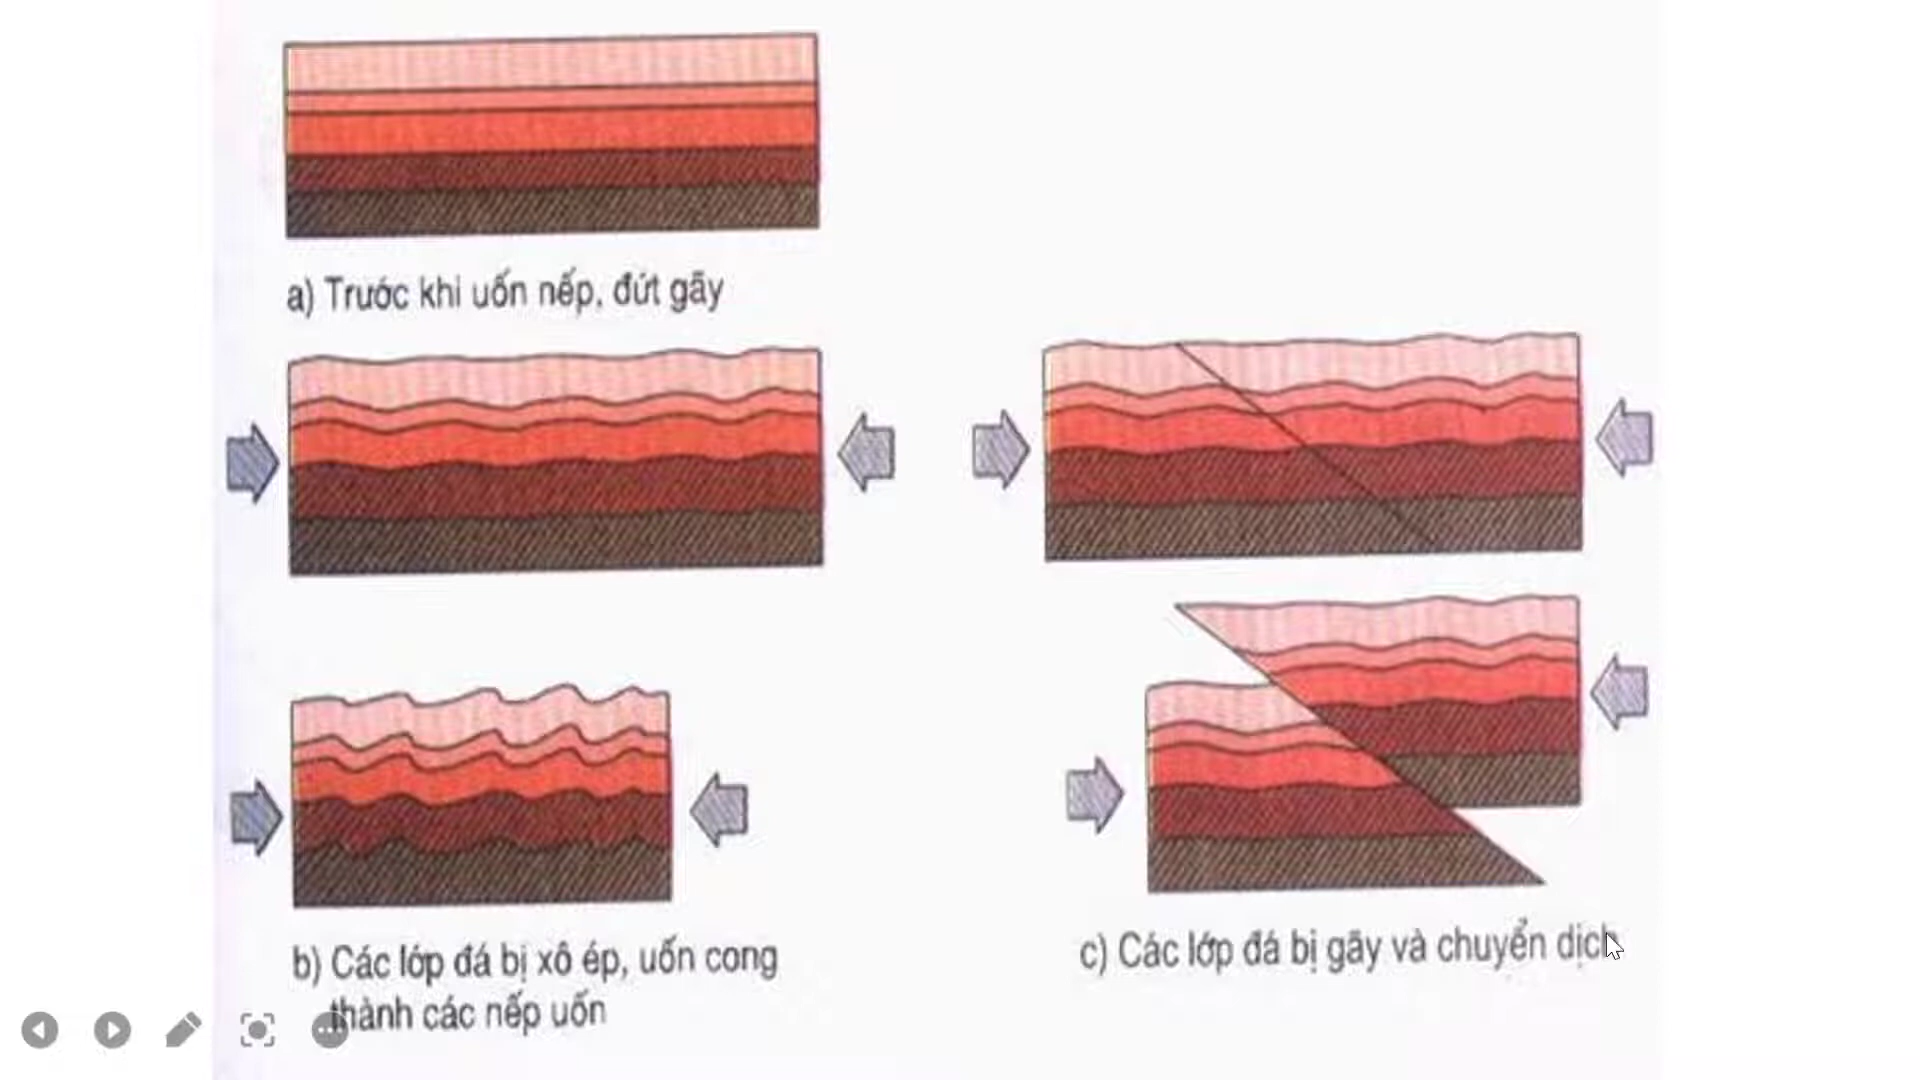 a) Trước khi uốn nếp, đứt gãy
b) Các lớp đá bị xô ép, uốn cong
thành các nếp uốn
c) Các lớp đá bị gãy và chuyển dịch